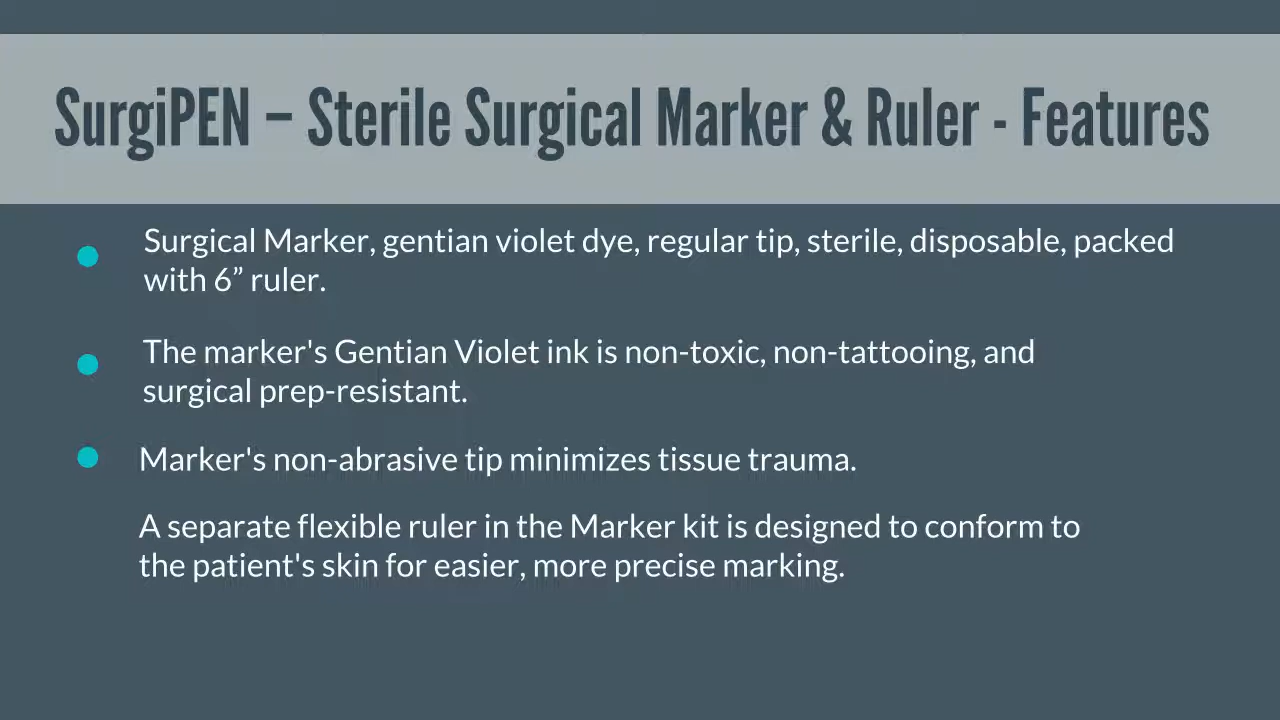 SurgiPEN – Sterile Surgical Marker & Ruler - Features
Surgical Marker, gentian violet dye, regular tip, sterile, disposable, packed
with 6” ruler.
The marker's Gentian Violet ink is non-toxic, non-tattooing, and
surgical prep-resistant.
Marker's non-abrasive tip minimizes tissue trauma.
A separate flexible ruler in the Marker kit is designed to conform to
the patient's skin for easier, more precise marking.